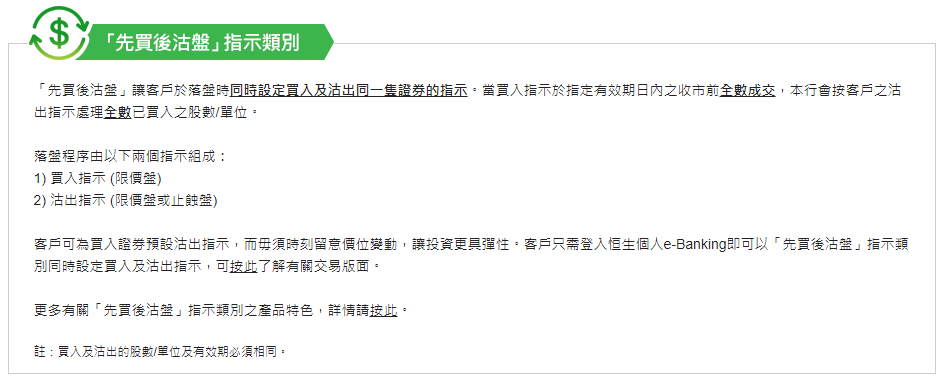 「先買後沽盤」指示類別
「先買後沽盤」讓客戶於落盤時同時設定買入及沽出同一隻證券的指示。當買入指示於指定有效期日內之收市前全數成交，本行會按客戶之沽
出指示處理全數已買入之股數/單位。
落盤程序由以下兩個指示組成：
1) 買入指示 (限價盤)
2) 沽出指示 (限價盤或止蝕盤)
客戶可為買入證券預設沽出指示，而毋須時刻留意價位變動，讓投資更具彈性。客戶只需登入恒生個人e-Banking即可以「先買後沽盤」指示類
別同時設定買入及沽出指示，可按此了解有關交易版面。
更多有關「先買後沽盤」指示類別之產品特色，詳情請按此。
註：買入及沽出的股數/單位及有效期必須相同。